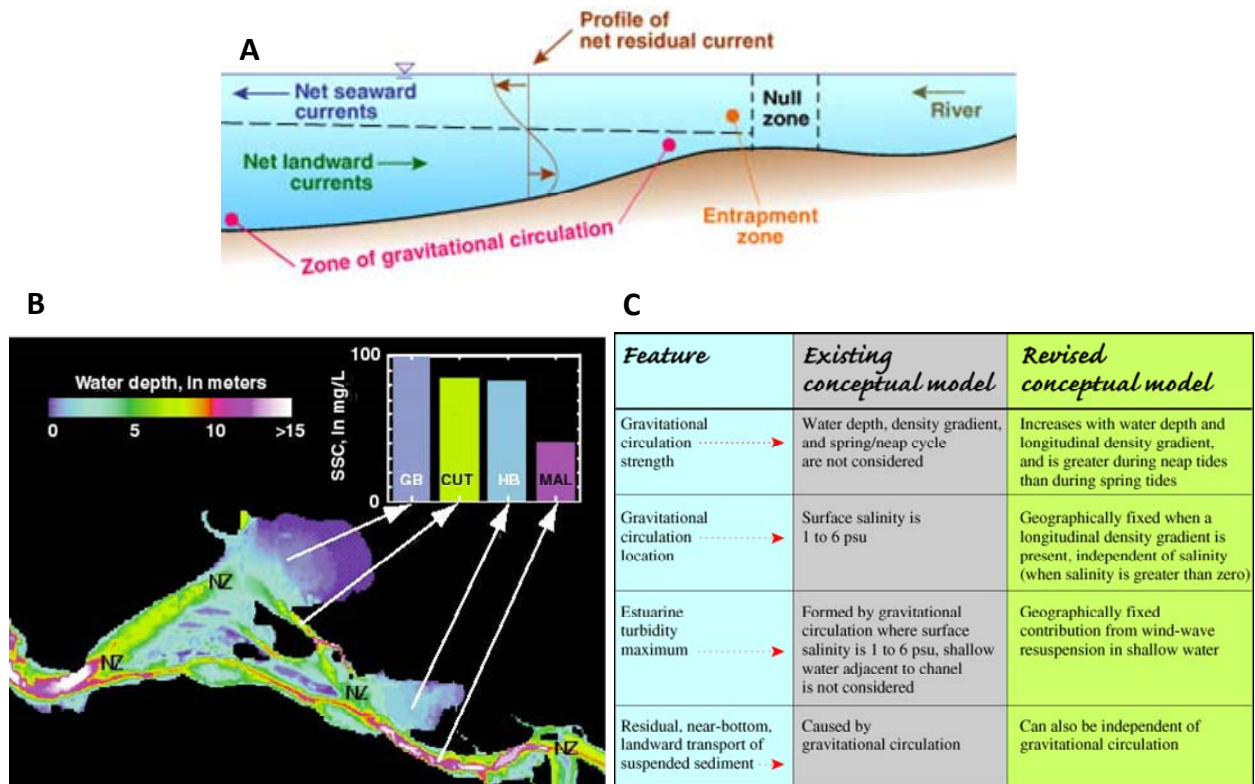 A
Profile of
net residual current
Net seaward
currents
Null
zone
River
Net landward
currents
Entrapment
zone
Zone of gravitational circulation
B
Water depth, In meters
0 5 10 >15
SSC, in mg/L
100
0
GB CUT HB MAL
NZ
NZ
NZ
NZ
C
Feature
Existing
conceptual model
Revised
conceptual model
Gravitational
circulation
strength
Water depth, density gradient,
and spring/neap cycle
are not considered
Increases with water depth and
longitudinal density gradient,
and is greater during neap tides
than during spring tides
Gravitational
circulation
location
Surface salinity is
1 to 6 psu
Geographically fixed when a
longitudinal density gradient is
present, independent of salinity
(when salinity is greater than zero)
Estuarine
turbidity
maximum
Formed by gravitational
circulation where surface
salinity is 1 to 6 psu, shallow
water adjacent to chanel
is not considered
Geographically fixed
contribution from wind-wave
resuspension in shallow water
Residual, near-bottom,
landward transport of
suspended sediment
Caused by
gravitational circulation
Can also be independent of
gravitational circulation